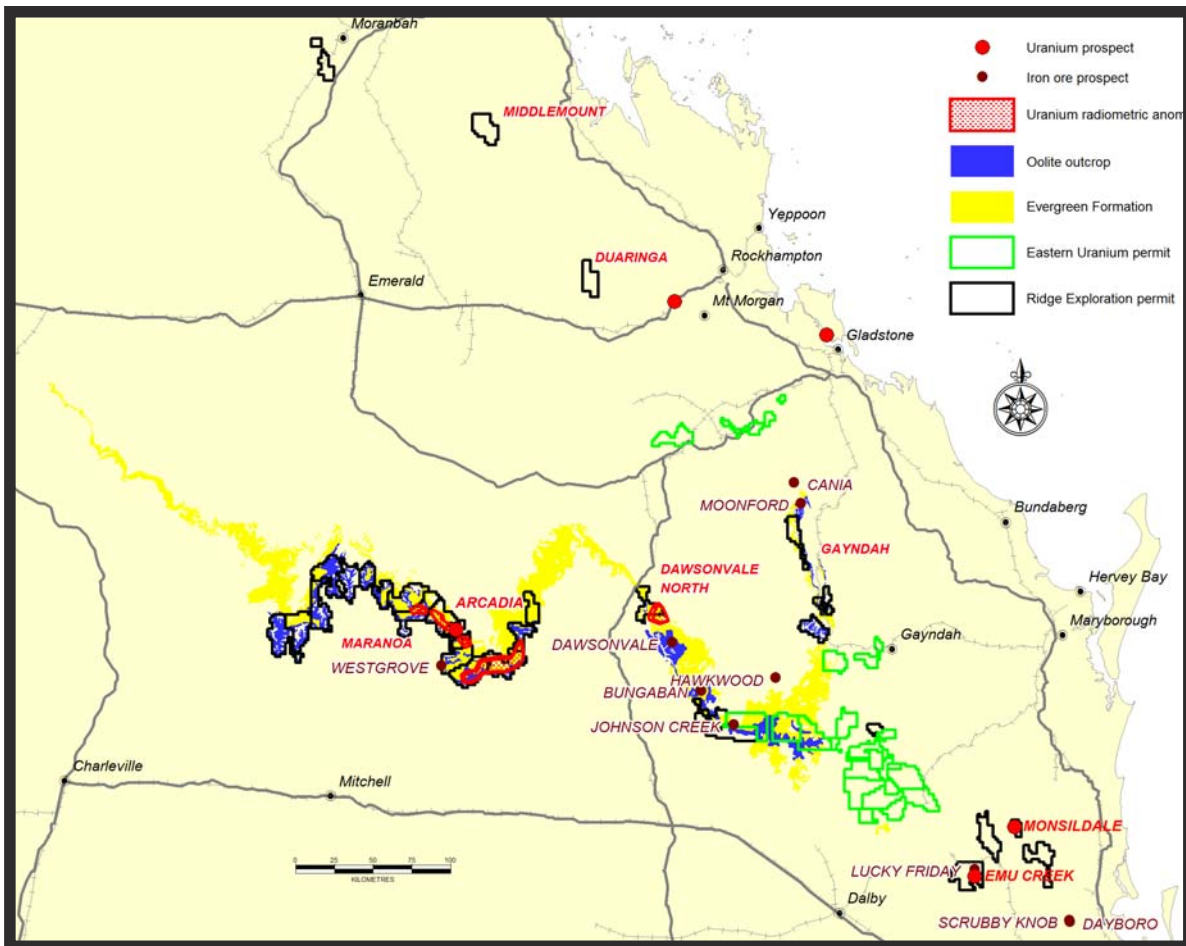 Moranbah
MIDDLEMOUNT
Uranium prospect
Iron ore prospect
Uranium radiometric anom
Oolite outcrop
Evergreen Formation
Eastern Uranium permit
Ridge Exploration permit
Yeppoon
DUARINGA
Rockhampton
Emerald
Mt Morgan
Gladstone
CANIA
MOONFORD
Bundaberg
GAYNDAH
DAWSONVALE
NORTH
Hervey Bay
ARCADIA
Maryborough
MARANOA
DAWSONVALE
Gayndah
WESTGROVE
HAWKWOOD
BUNGABAN
JOHNSON CREEK
Charleville
Mitchell
MONSILDALE
0 25 50 75 100
KILOMETRES
LUCKY FRIDAY
EMU CREEK
Dalby
SCRUBBY KNOB
DAYBORO